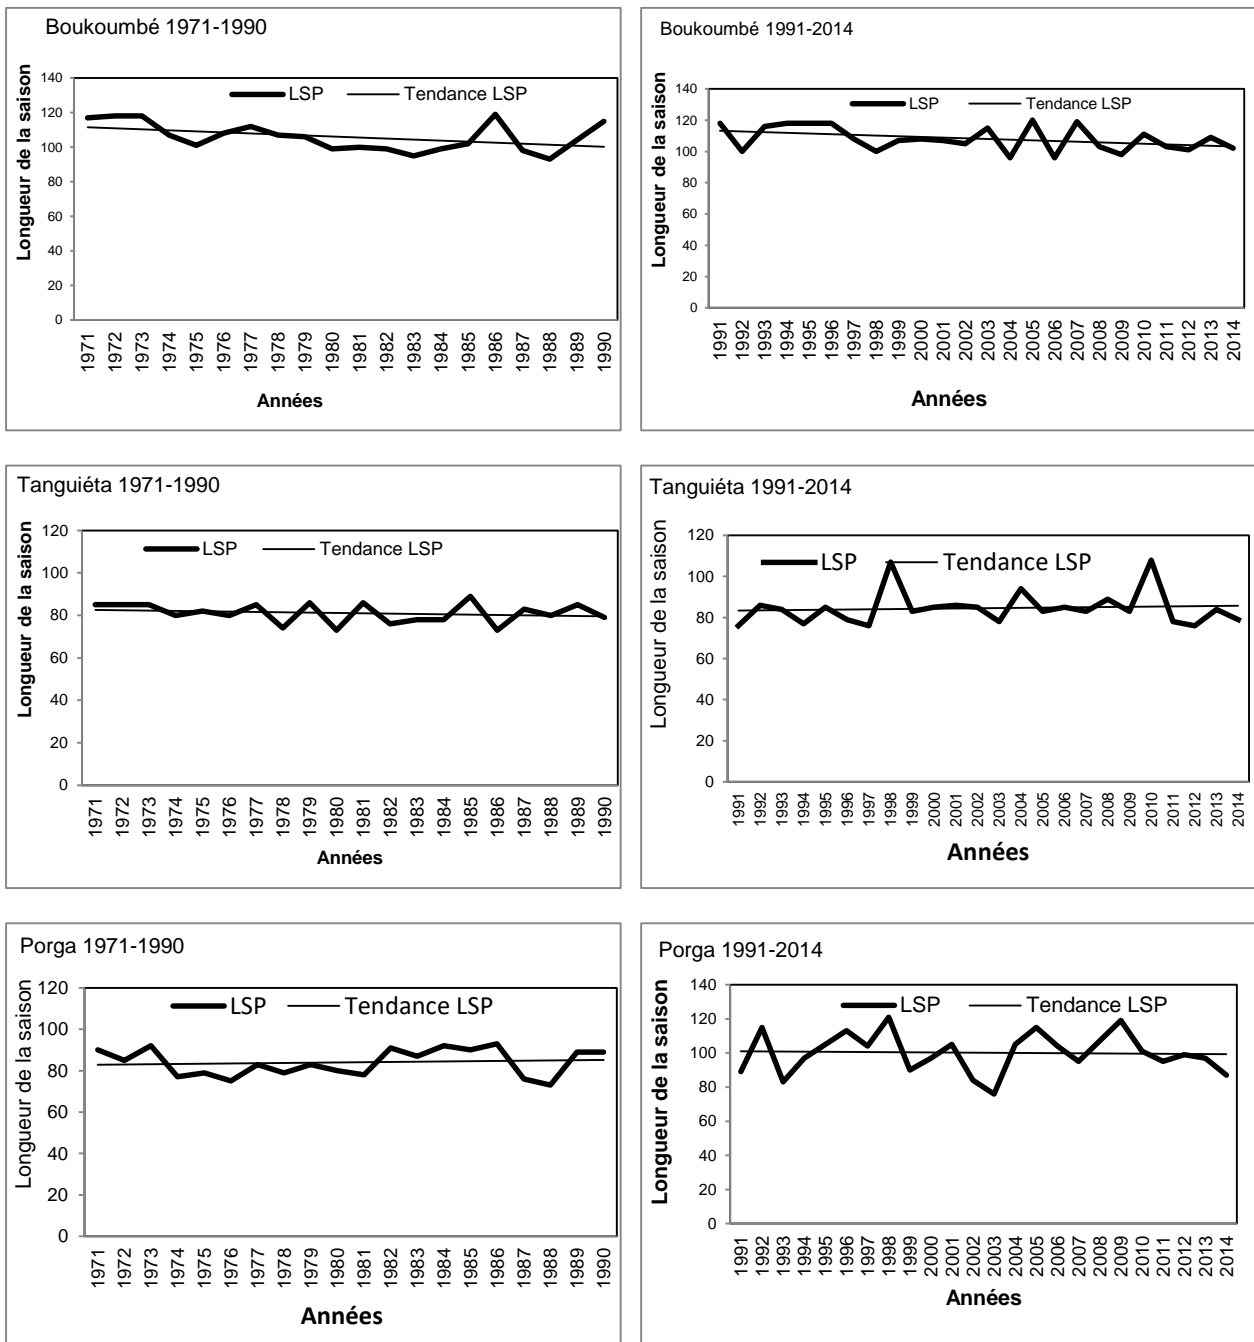 Boukoumbé 1971-1990
Longueur de la saison
LSP Tendance LSP
140
120
100
80
60
40
20
0
1971 1972 1973 1974 1975 1976 1977 1978 1979 1980 1981 1982 1983 1984 1985 1986 1987 1988 1989 1990
Années
Boukoumbé 1991-2014
Longueur de la saison
LSP Tendance LSP
140
120
100
80
60
40
20
0
1991 1992 1993 1994 1995 1996 1997 1998 1999 2000 2001 2002 2003 2004 2005 2006 2007 2008 2009 2010 2011 2012 2013 2014
Années
Tanguiéta 1971-1990
Longueur de la saison
LSP Tendance LSP
120
100
80
60
40
20
0
1971 1972 1973 1974 1975 1976 1977 1978 1979 1980 1981 1982 1983 1984 1985 1986 1987 1988 1989 1990
Années
Tanguiéta 1991-2014
Longueur de la saison
LSP Tendance LSP
120
100
80
60
40
20
0
1991 1992 1993 1994 1995 1996 1997 1998 1999 2000 2001 2002 2003 2004 2005 2006 2007 2008 2009 2010 2011 2012 2013 2014
Années
Porga 1971-1990
Longueur de la saison
LSP Tendance LSP
120
100
80
60
40
20
0
1971 1972 1973 1974 1975 1976 1977 1978 1979 1980 1981 1982 1983 1984 1985 1986 1987 1988 1989 1990
Années
Porga 1991-2014
Longueur de la saison
LSP Tendance LSP
140
120
100
80
60
40
20
0
1991 1992 1993 1994 1995 1996 1997 1998 1999 2000 2001 2002 2003 2004 2005 2006 2007 2008 2009 2010 2011 2012 2013 2014
Années